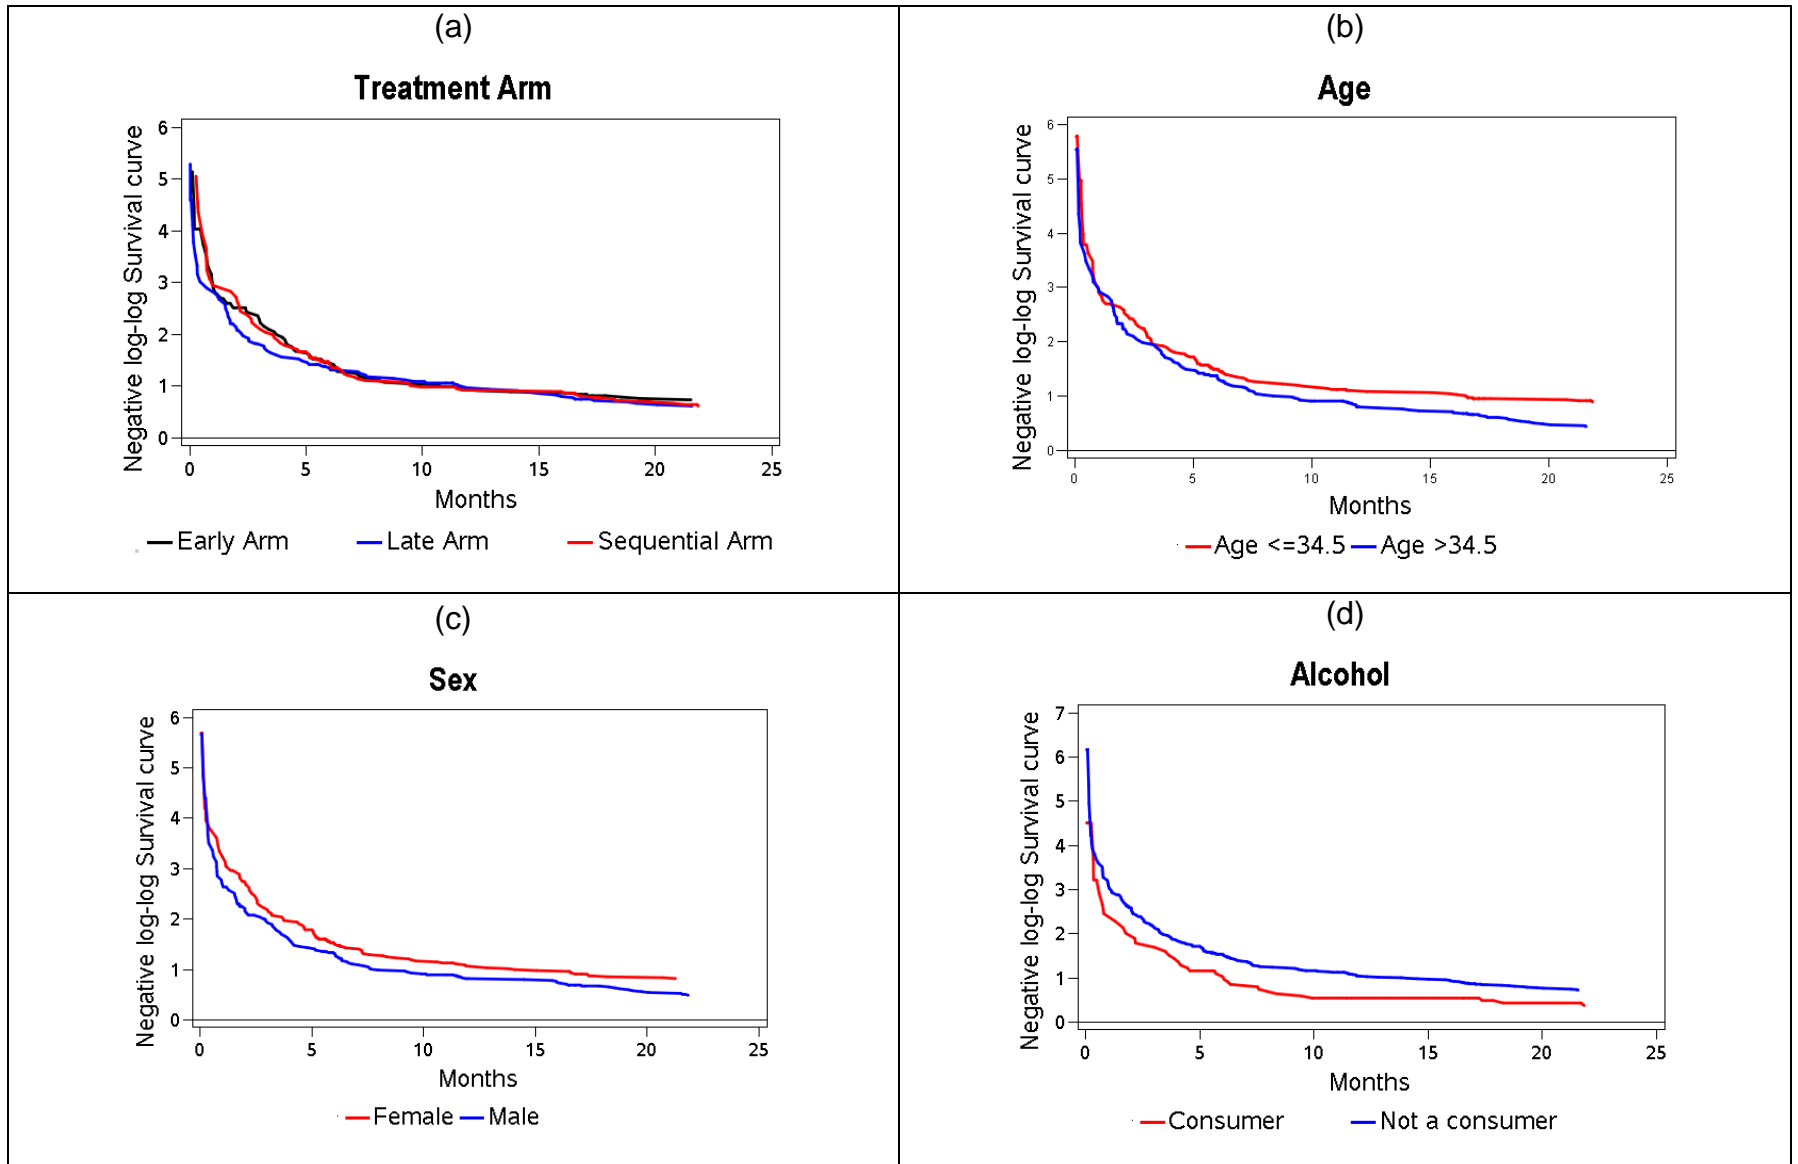 (a)
Treatment Arm
Negative log-log Survival curve
6
5
4
3
2
1
0
0 5 10 15 20 25
Months
Early Arm Late Arm Sequential Arm
(b)
Age
Negative log-log Survival curve
6
5
4
3
2
1
0
0 5 10 15 20 25
Months
Age <=34.5 Age >34.5
(c)
Sex
Negative log-log Survival curve
6
5
4
3
2
1
0
0 5 10 15 20 25
Months
Female Male
(d)
Alcohol
Negative log-log Survival curve
7
6
5
4
3
2
1
0
0 5 10 15 20 25
Months
Consumer Not a consumer